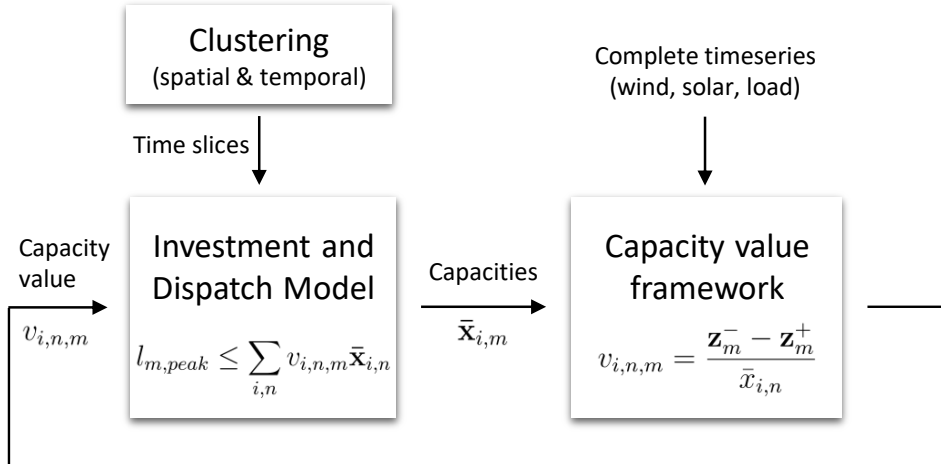 Clustering
(spatial & temporal)
Complete timeseries
(wind, solar, load)
Time slices
Capacity
value
v_{i,n,m}
Investment and
Dispatch Model
l_{m,peak} ≤ ∑_{i,n} v_{i,n,m} x̄_{i,n}
Capacities
x̄_{i,m}
Capacity value
framework
v_{i,n,m} = \frac{z_m^- - z_m^+}{x̄_{i,n}}